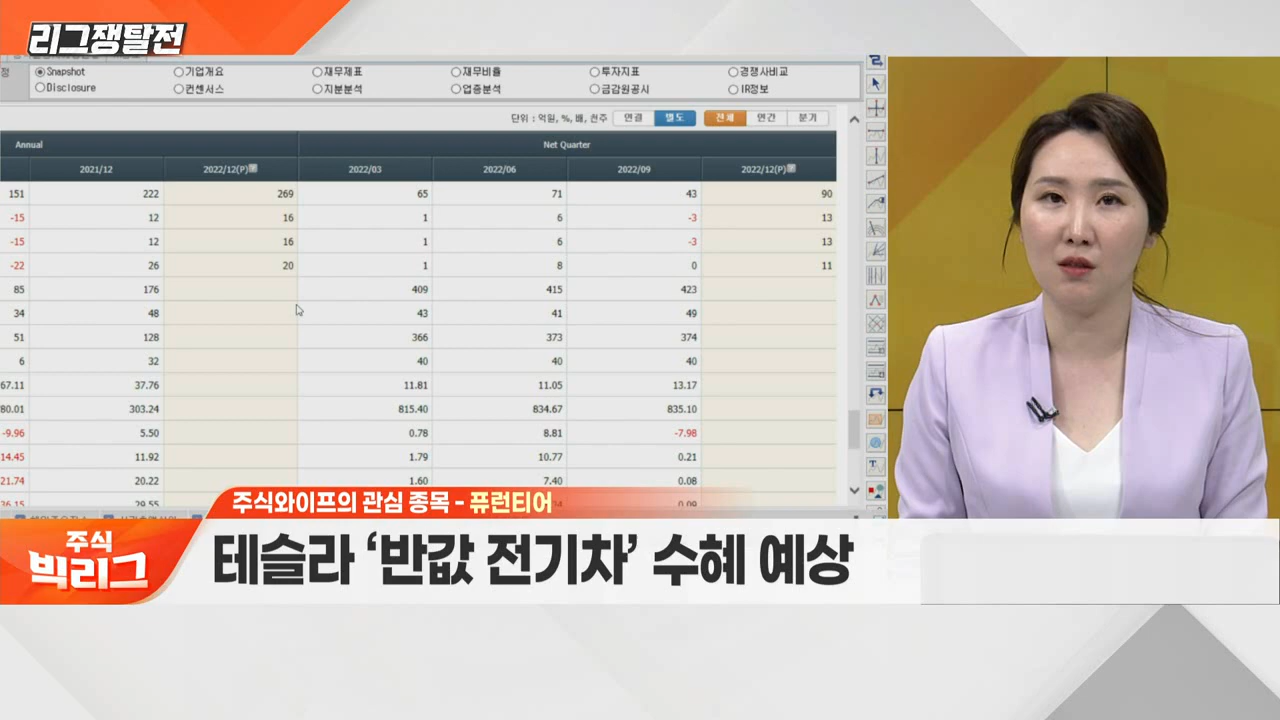 리그쟁탈전
정 Snapshot 기업개요 재무제표 재무비율 투자지표 경쟁사비교
Disclosure 컨센서스 지분분석 업종분석 금감원공시 IR정보
단위 : 억원, %, 배, 천주 연결 별도 전체 연간 분기
Annual Net Quarter
2021/12 2022/12(P) 2022/03 2022/06 2022/09 2022/12(P)
151 222 269 65 71 43 90
-15 12 16 1 6 -3 13
-15 12 16 1 6 -3 13
-22 26 20 1 8 0 11
85 176 409 415 423
34 48 43 41 49
51 128 366 373 374
6 32 40 40 40
67.11 37.76 11.81 11.05 13.17
80.01 303.24 815.40 834.67 835.10
-9.96 5.50 0.78 8.81 -7.98
14.45 11.92 1.79 10.77 0.21
21.74 20.22 1.60 7.40 0.08
26.15 29.55 0.09
주식와이프의 관심 종목 - 퓨런티어
주식
빅리그
테슬라 ‘반값 전기차’ 수혜 예상